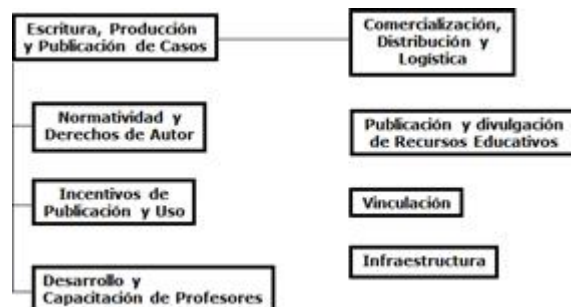 Escritura, Producción
y Publicación de Casos
Comercialización,
Distribución y
Logística
Normatividad y
Derechos de Autor
Publicación y divulgación
de Recursos Educativos
Incentivos de
Publicación y Uso
Vinculación
Infraestructura
Desarrollo y
Capacitación de Profesores